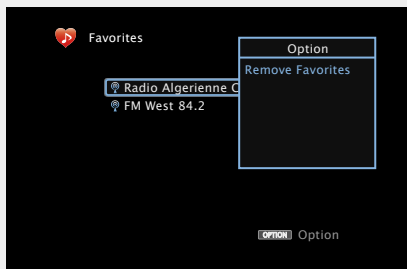 Favorites
Option
Remove Favorites
Radio Algerienne C
FM West 84.2
OPTION Option